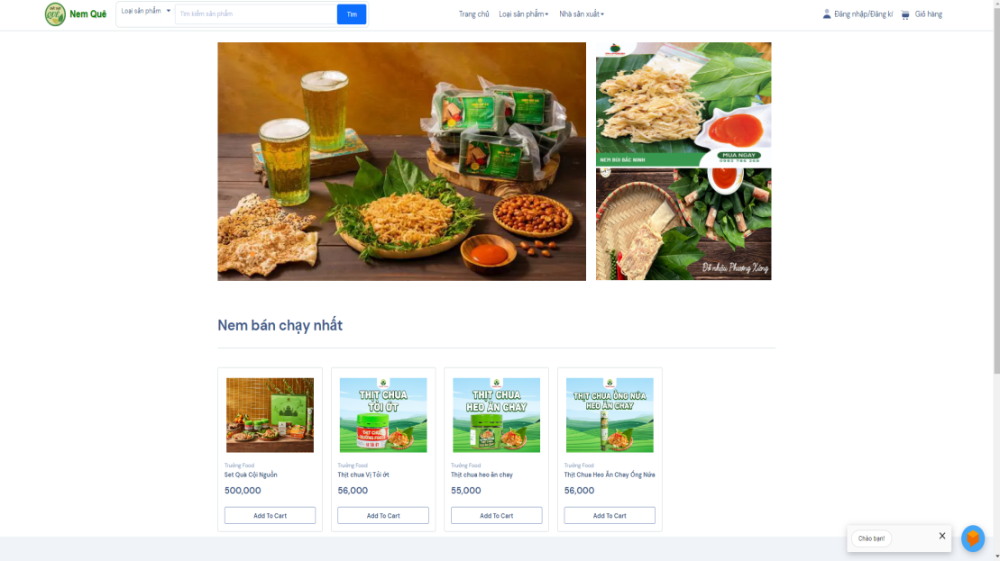 Nem Quê
Loại sản phẩm
Tìm kiếm sản phẩm
Tìm
Trang chủ
Loại sản phẩm
Nhà sản xuất
Đăng nhập/Đăng kí
Giỏ hàng
MUA NGAY
NEM BÙI BẮC NINH
Đồ nhậu Phương Xứng
Nem bán chạy nhất
THỊT CHUA
TỎI ỚT
THỊT CHUA
HEO ĂN CHAY
THỊT CHUA ỐNG NỨA
HEO ĂN CHAY
Trường Food
Set Quà Cội Nguồn
500,000
Add To Cart
Trường Food
Thịt chua Vị Tỏi ớt
56,000
Add To Cart
Trường Food
Thịt chua heo ăn chay
55,000
Add To Cart
Trường Food
Thịt Chua Heo Ăn Chay Ống Nứa
56,000
Add To Cart
Chào bạn!